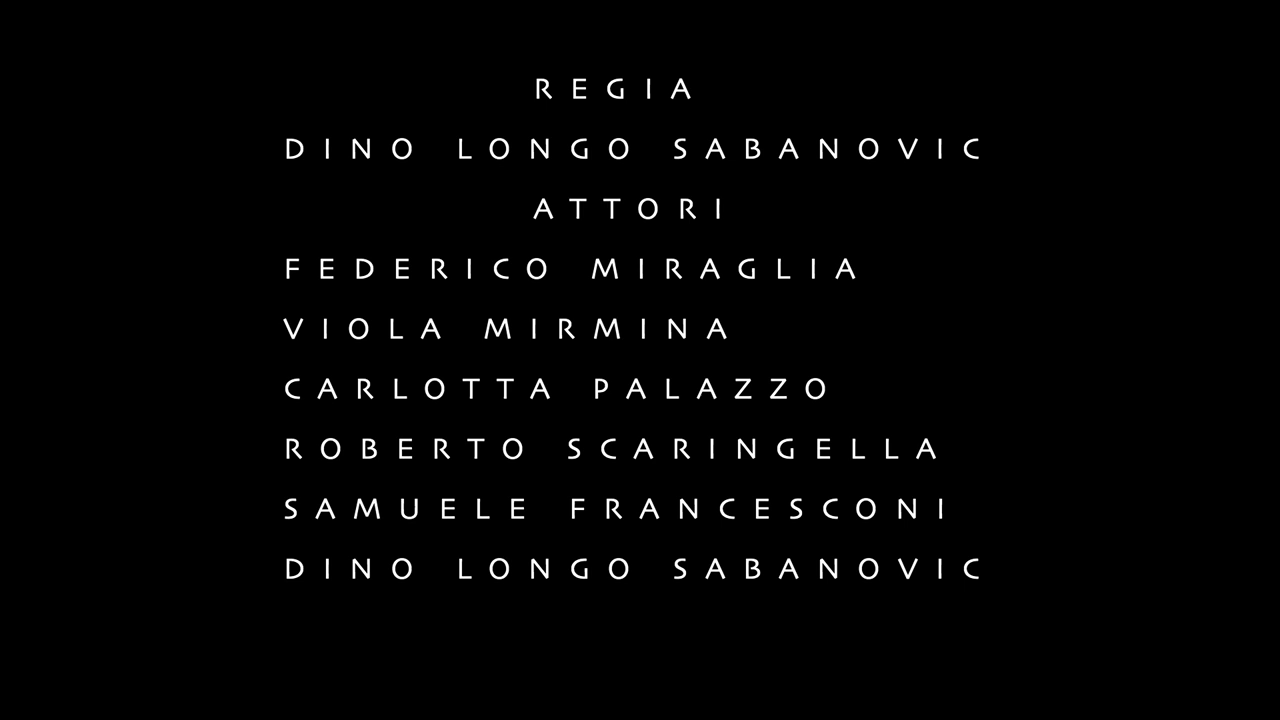 REGIA
DINO LONGO SABANOVIC
ATTORI
FEDERICO MIRAGLIA
VIOLA MIRMINA
CARLOTTA PALAZZO
ROBERTO SCARINGELLA
SAMUELE FRANCESCONI
DINO LONGO SABANOVIC